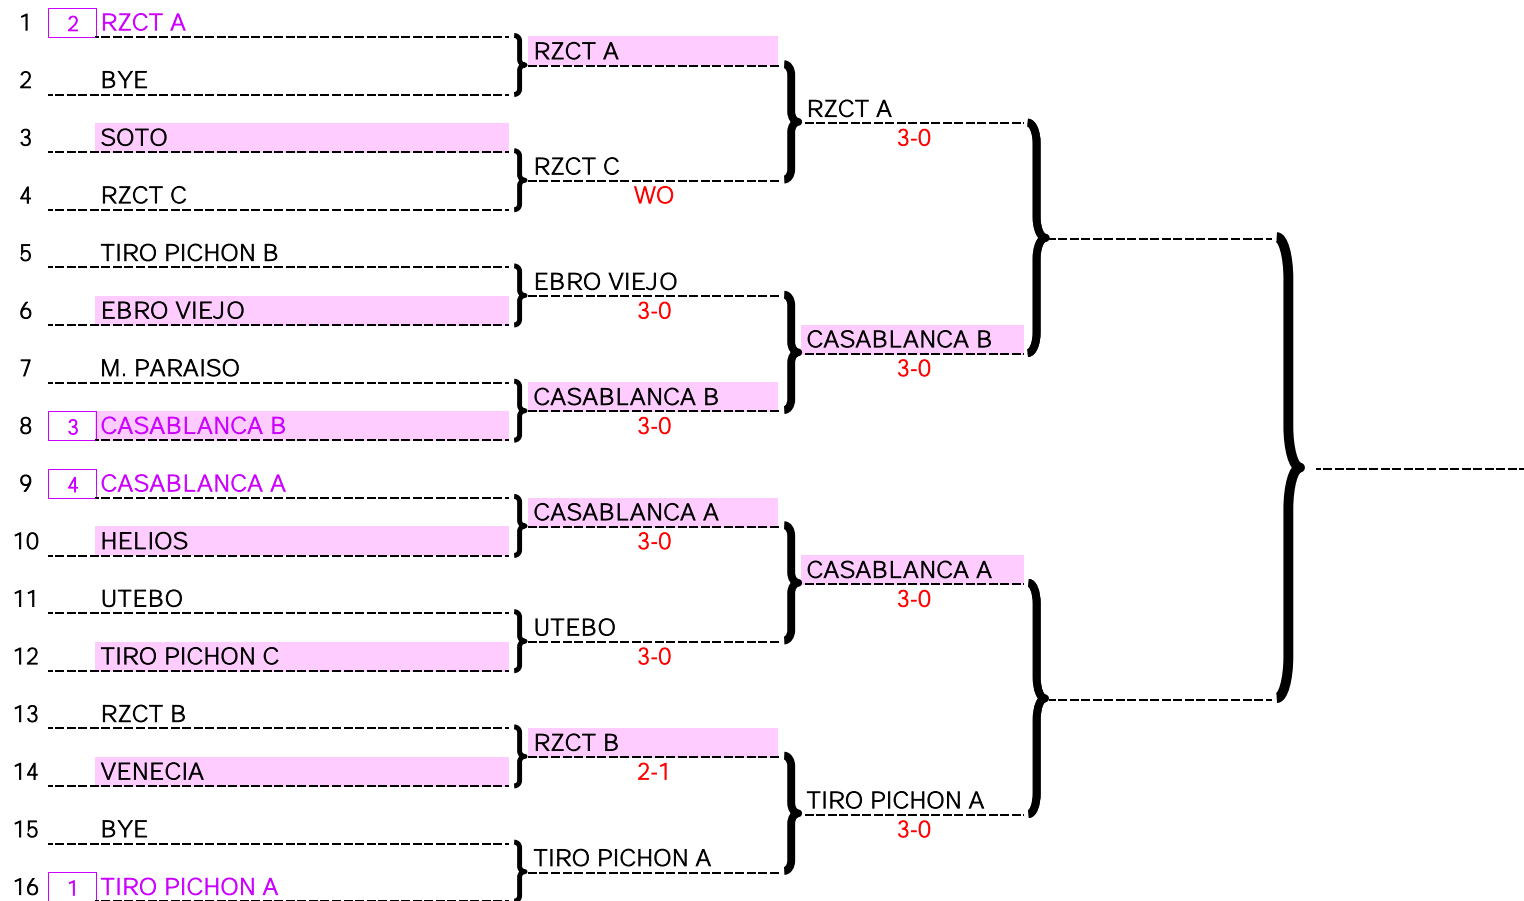 1 2 RZCT A
RZCT A
2 BYE
RZCT A
3 SOTO
3-0
RZCT C
4 RZCT C
WO
5 TIRO PICHON B
EBRO VIEJO
6 EBRO VIEJO
3-0
CASABLANCA B
7 M. PARAISO
3-0
CASABLANCA B
8 3 CASABLANCA B
3-0
9 4 CASABLANCA A
CASABLANCA A
10 HELIOS
3-0
CASABLANCA A
11 UTEBO
3-0
UTEBO
12 TIRO PICHON C
3-0
13 RZCT B
RZCT B
14 VENECIA
2-1
TIRO PICHON A
15 BYE
3-0
TIRO PICHON A
16 1 TIRO PICHON A